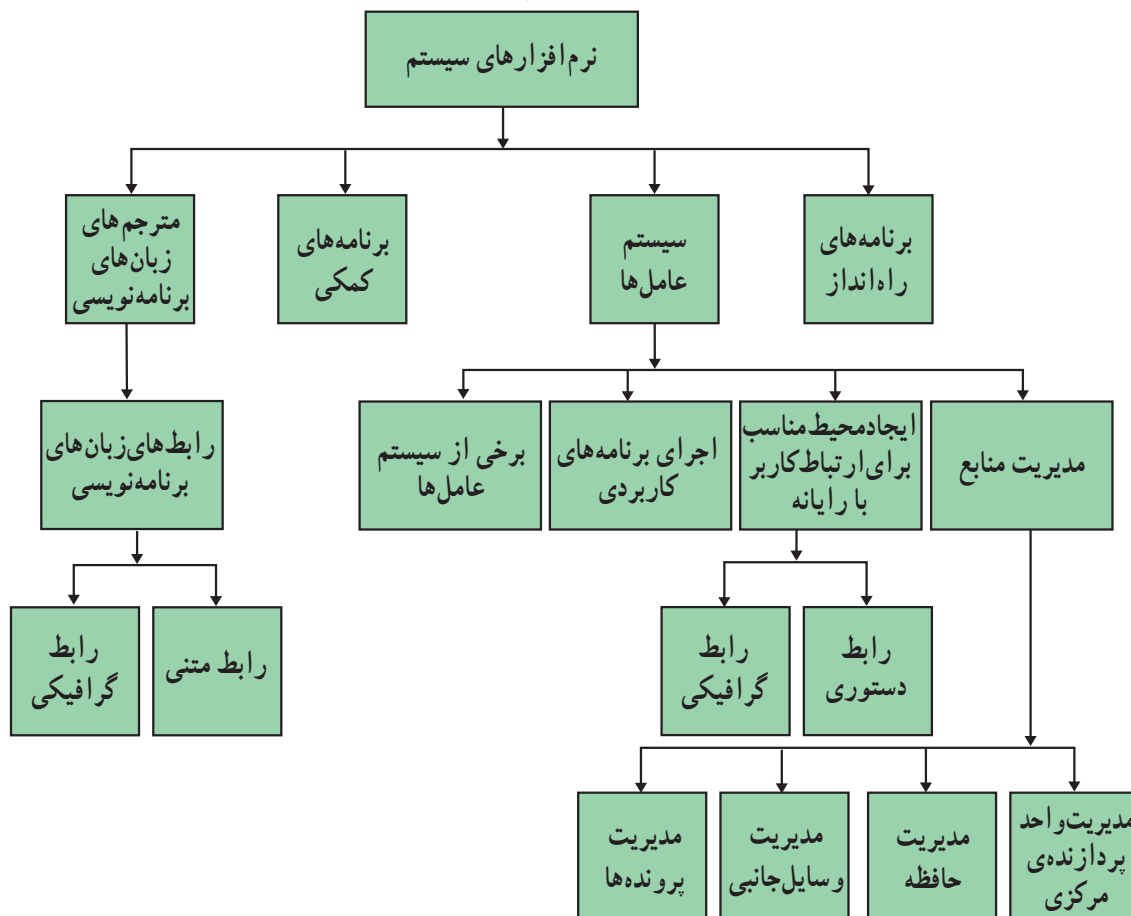 نرم‌افزارهای سیستم
برنامه‌های
راه‌انداز
سیستم
عامل‌ها
برنامه‌های
کمکی
مترجم‌های
زبان‌های
برنامه‌نویسی
مدیریت منابع
ایجاد محیط مناسب
برای ارتباط کاربر
با رایانه
اجرای برنامه‌های
کاربردی
برخی از سیستم
عامل‌ها
رابط‌های زبان‌های
برنامه‌نویسی
رابط
دستوری
رابط
گرافیکی
رابط متنی
رابط
گرافیکی
مدیریت واحد
پردازنده‌ی
مرکزی
مدیریت
حافظه
مدیریت
وسایل جانبی
مدیریت
پرونده‌ها